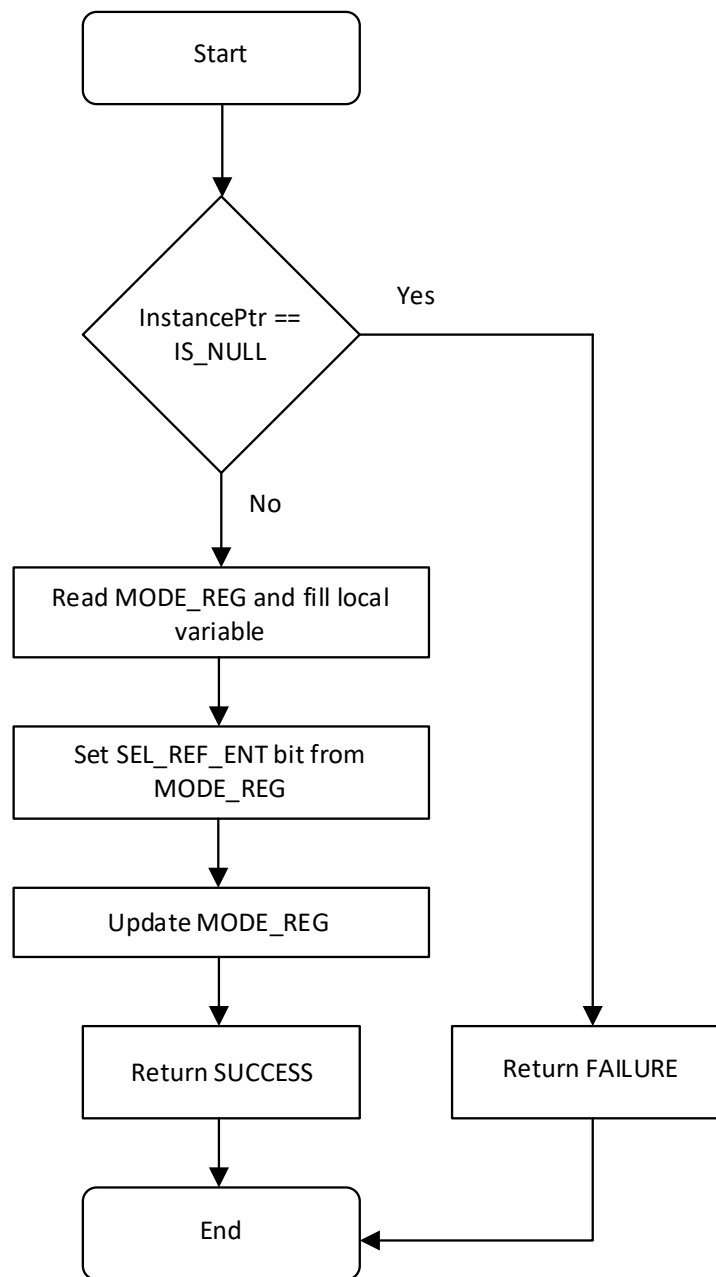 Start
InstancePtr ==
IS_NULL
Yes
No
Read MODE_REG and fill local
variable
Set SEL_REF_ENT bit from
MODE_REG
Update MODE_REG
Return SUCCESS
Return FAILURE
End